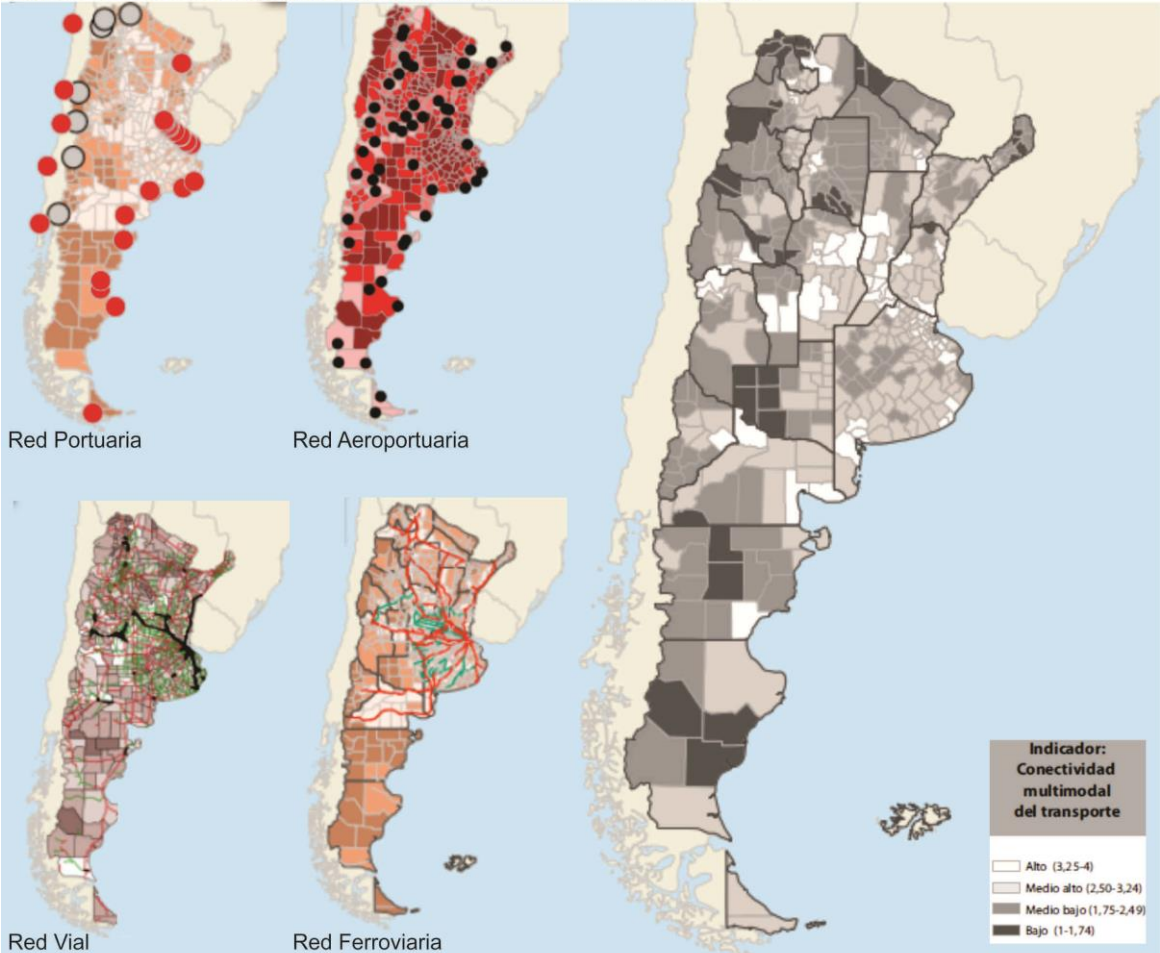 Red Portuaria
Red Aeroportuaria
Red Vial
Red Ferroviaria
Indicador:
Conectividad
multimodal
del transporte
Alto (3,25-4)
Medio alto (2,50-3,24)
Medio bajo (1,75-2,49)
Bajo (1-1,74)